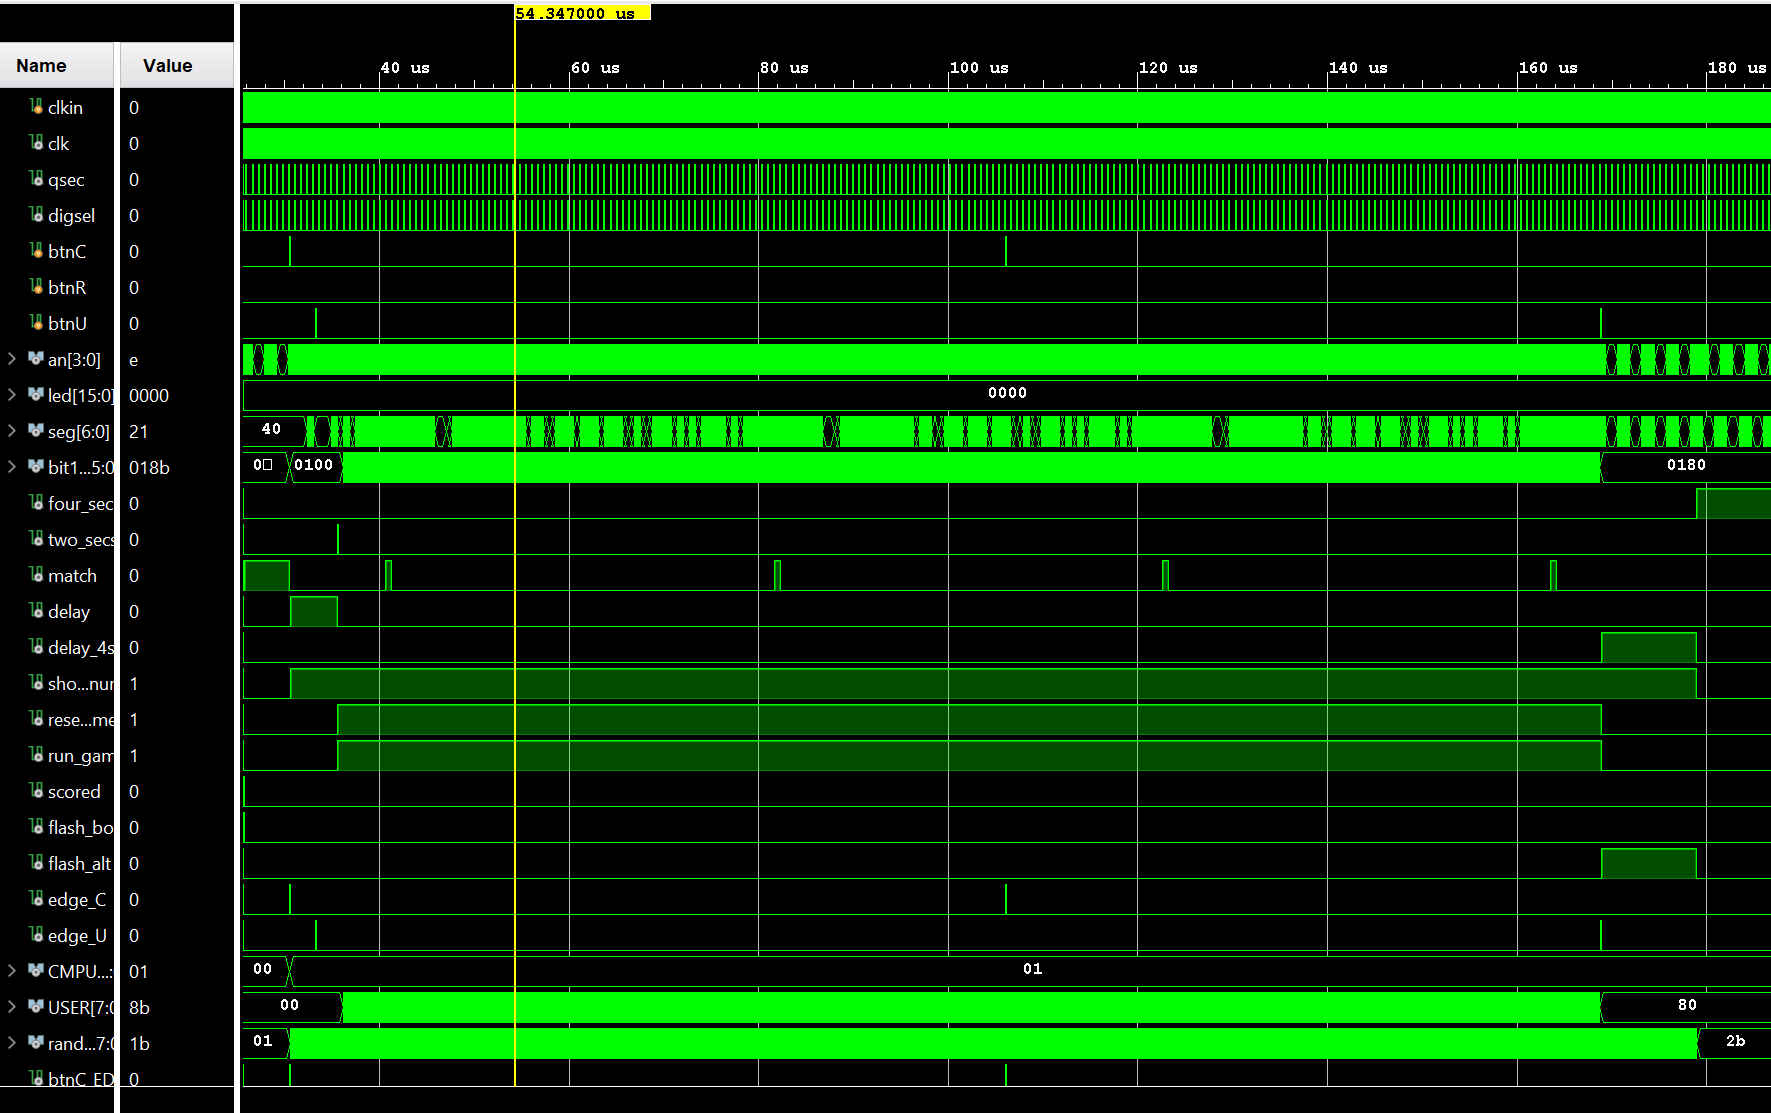 54.347000 us
Name Value
40 us 60 us 80 us 100 us 120 us 140 us 160 us 180 us
clkin 0
clk 0
qsec 0
digsel 0
btnC 0
btnR 0
btnU 0
an[3:0] e
led[15:0] 0000 0000
seg[6:0] 21 40
bit1...5:0 018b 0□ 0100 0180
four_sec 0
two_secs 0
match 0
delay 0
delay_4s 0
sho...nur 1
rese...me 1
run_gam 1
scored 0
flash_bo 0
flash_alt 0
edge_C 0
edge_U 0
CMPU...: 01 00 01
USER[7:0 8b 00 80
rand...7:0 1b 01 2b
btnC_ED 0